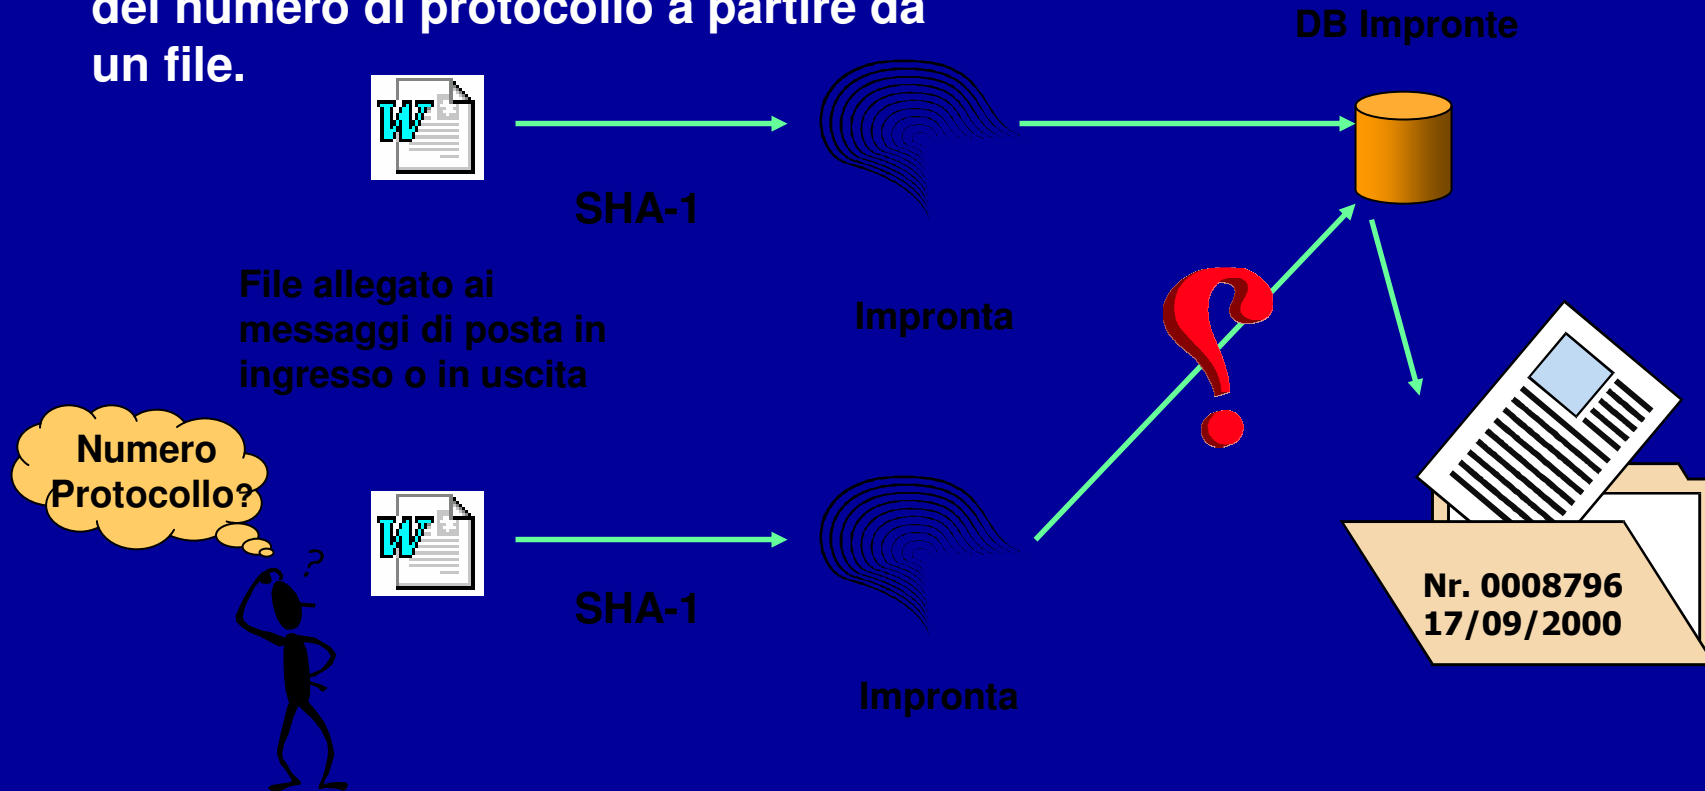 del numero di protocollo a partire da
un file.
DB Impronte
W
SHA-1
File allegato ai
messaggi di posta in
ingresso o in uscita
Impronta
?
Numero
Protocollo?
?
W
SHA-1
Impronta
Nr. 0008796
17/09/2000